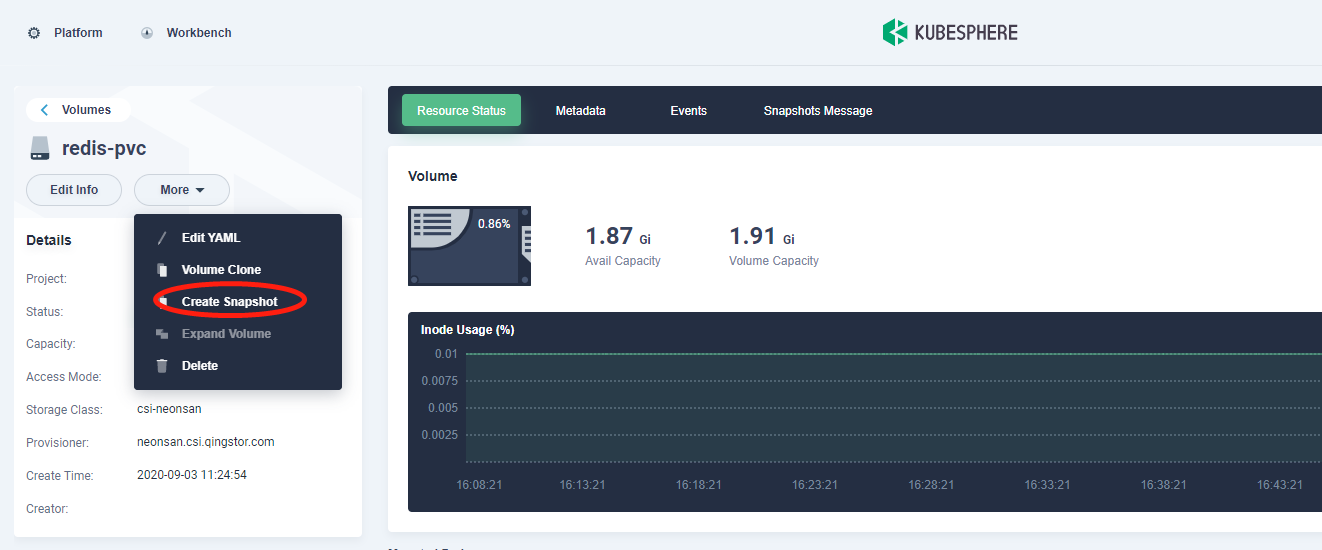 Platform Workbench KUBESPHERE
Volumes
redis-pvc
Edit Info More
Edit YAML
Volume Clone
Create Snapshot
Expand Volume
Delete
Details
Project:
Status:
Capacity:
Access Mode:
Storage Class: csi-neonsan
Provisioner: neonsan.csi.qingstor.com
Create Time: 2020-09-03 11:24:54
Creator:
Resource Status Metadata Events Snapshots Message
Volume
0.86%
1.87 Gi
Avail Capacity
1.91 Gi
Volume Capacity
Inode Usage (%)
0.01
0.0075
0.005
0.0025
16:08:21 16:13:21 16:18:21 16:23:21 16:28:21 16:33:21 16:38:21 16:43:21